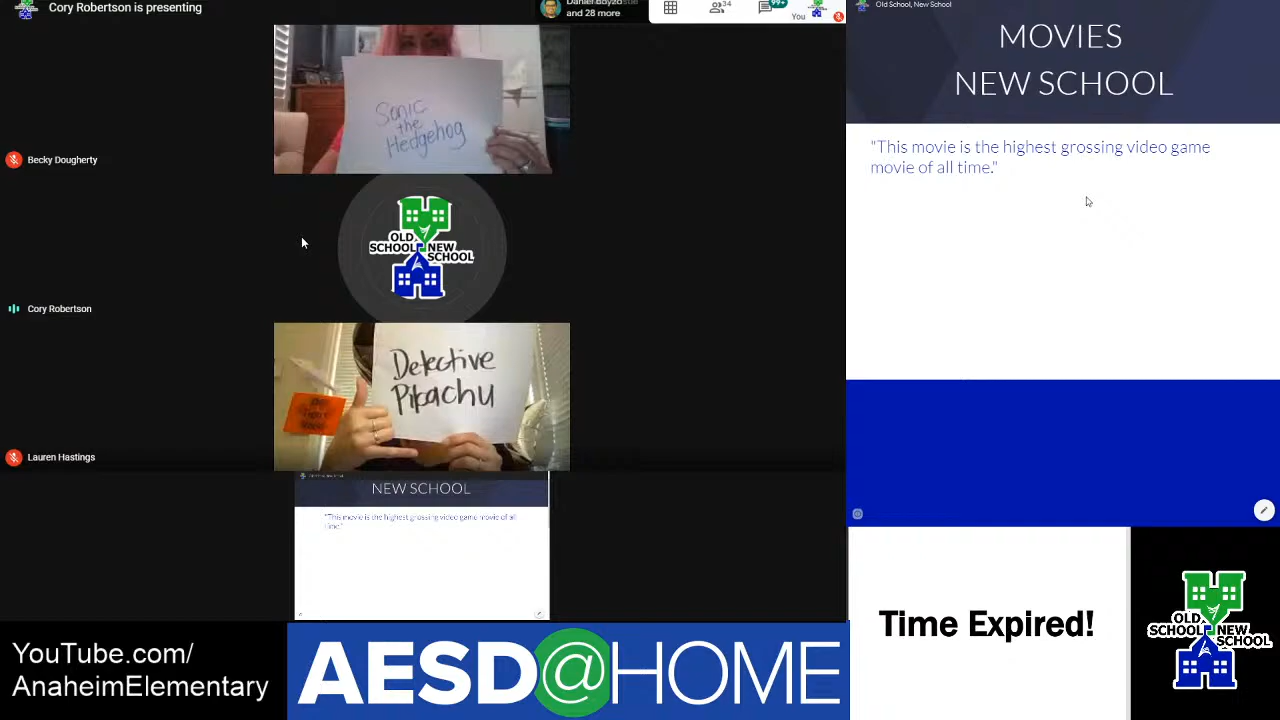 Cory Robertson is presenting
and 28 more
34
99+
You
Sonic
the
Hedgehog
Becky Dougherty
OLD
SCHOOL
NEW
SCHOOL
Cory Robertson
Detective
Pikachu
Lauren Hastings
NEW SCHOOL
"This movie is the highest grossing video game movie of all
time."
Old School, New School
MOVIES
NEW SCHOOL
"This movie is the highest grossing video game
movie of all time."
Time Expired!
OLD
SCHOOL
NEW
SCHOOL
YouTube.com/
AnaheimElementary
AESD@HOME